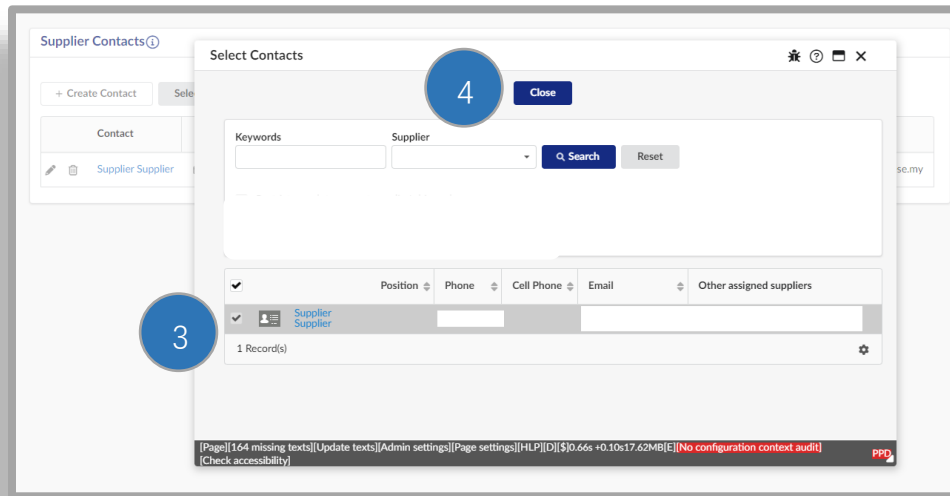 Supplier Contacts
Select Contacts
4
Close
+ Create Contact
Sele
Keywords
Supplier
Search
Reset
Contact
Supplier Supplier
se.my
Position
Phone
Cell Phone
Email
Other assigned suppliers
3
Supplier
Supplier
1 Record(s)
[Page][164 missing texts][Update texts][Admin settings][Page settings][HLP][D][$]0.66s +0.10s17.62MB[E][No configuration context audit]
[Check accessibility]
PPD